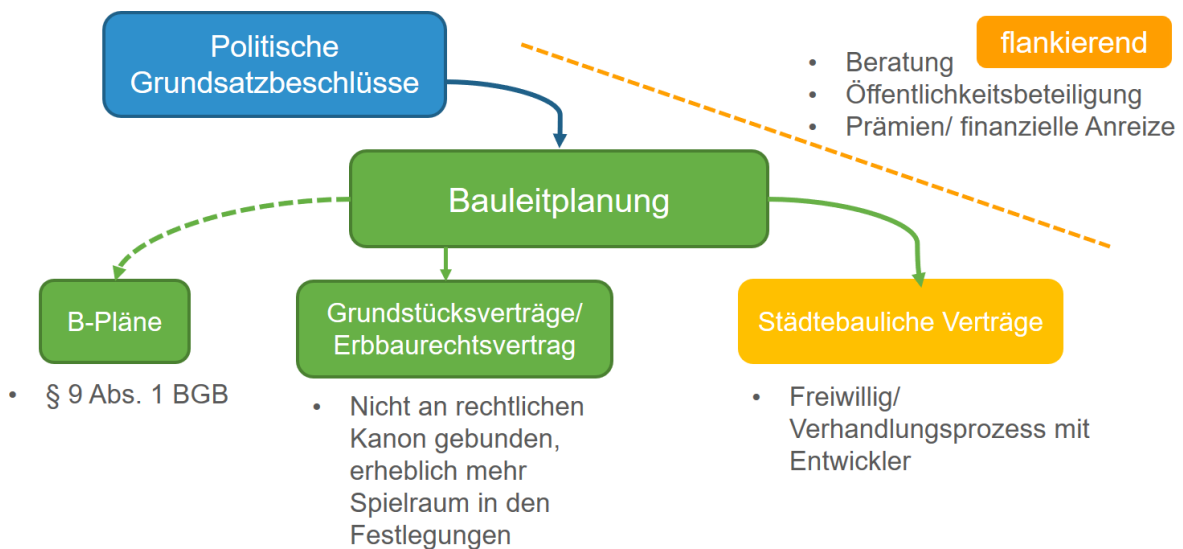 Politische
Grundsatzbeschlüsse
flankierend
• Beratung
• Öffentlichkeitsbeteiligung
• Prämien/ finanzielle Anreize
Bauleitplanung
B-Pläne
• § 9 Abs. 1 BGB
Grundstücksverträge/
Erbbaurechtsvertrag
• Nicht an rechtlichen
Kanon gebunden,
erheblich mehr
Spielraum in den
Festlegungen
Städtebauliche Verträge
• Freiwillig/
Verhandlungsprozess mit
Entwickler